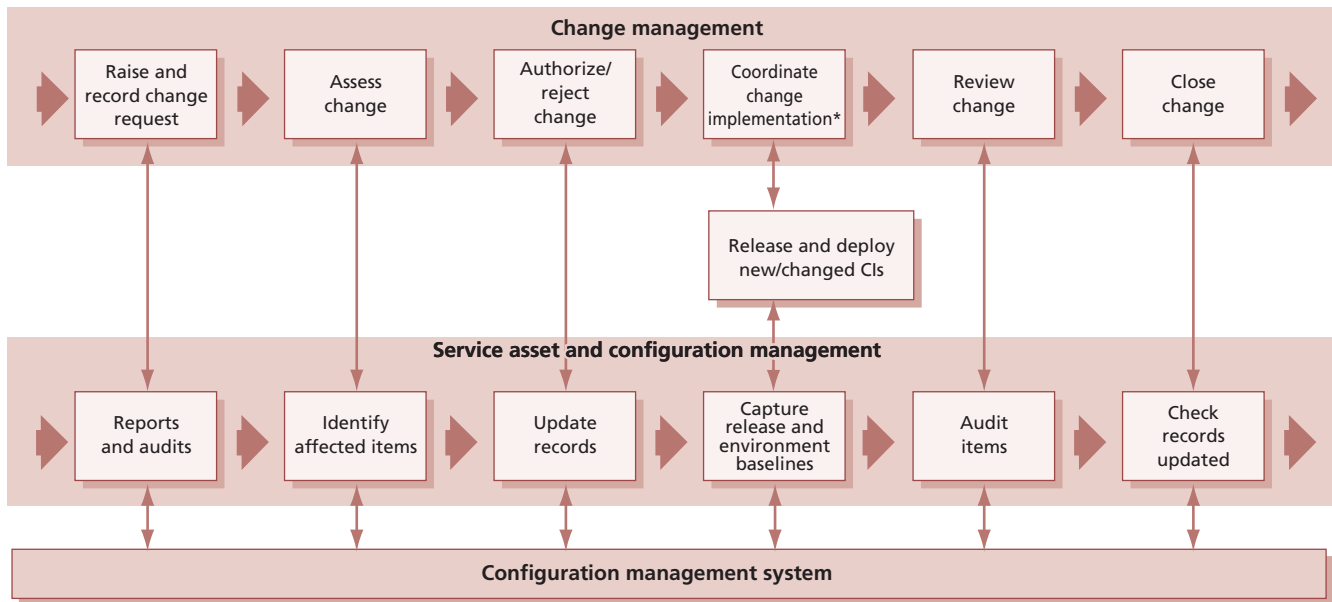 Change management
Raise and
record change
request
Assess
change
Authorize/
reject
change
Coordinate
change
implementation*
Review
change
Close
change
Release and deploy
new/changed CIs
Service asset and configuration management
Reports
and audits
Identify
affected items
Update
records
Capture
release and
environment
baselines
Audit
items
Check
records
updated
Configuration management system